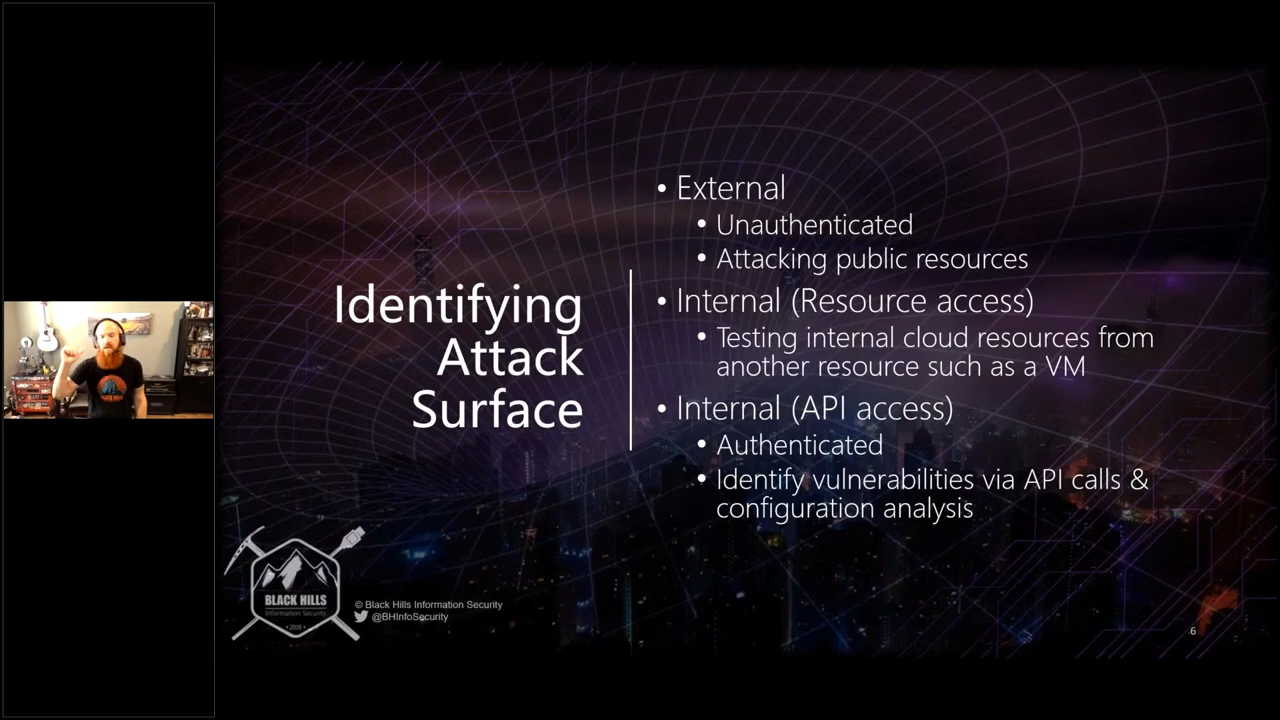 Identifying
Attack
Surface
• External
• Unauthenticated
• Attacking public resources
• Internal (Resource access)
• Testing internal cloud resources from
another resource such as a VM
• Internal (API access)
• Authenticated
• Identify vulnerabilities via API calls &
configuration analysis
BLACK HILLS
Information Security
• 2008 •
© Black Hills Information Security
@BHInfoSecurity
6